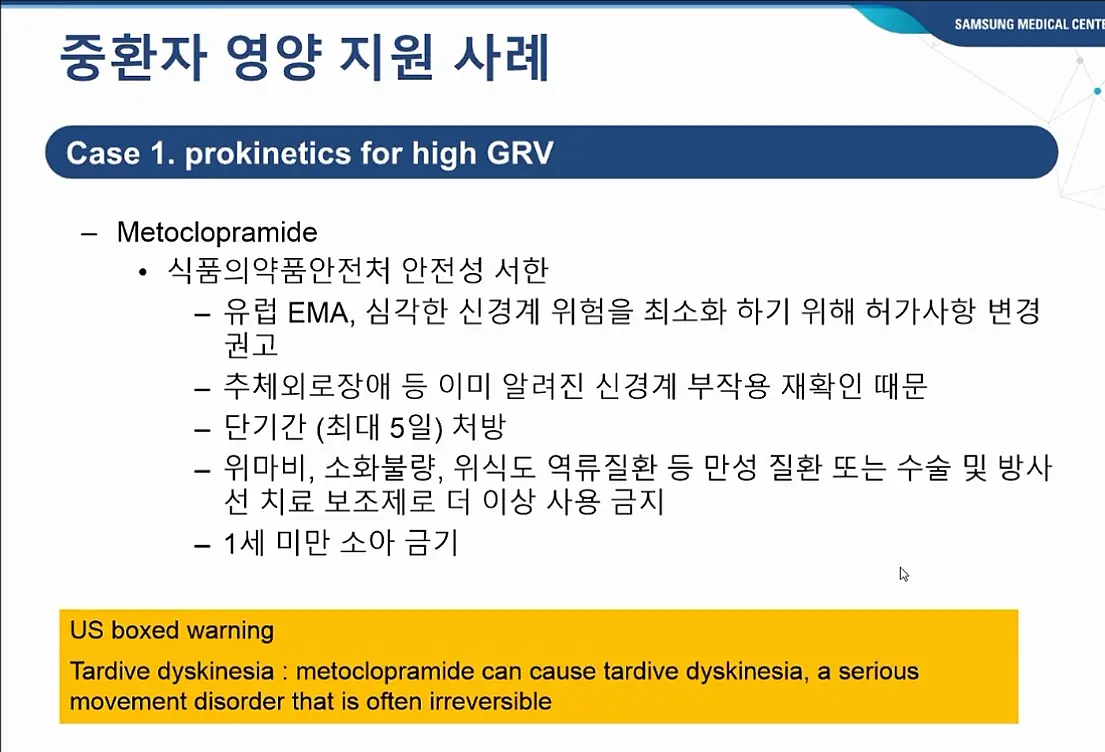 SAMSUNG MEDICAL CENTE
중환자 영양 지원 사례
Case 1. prokinetics for high GRV
– Metoclopramide
• 식품의약품안전처 안전성 서한
– 유럽 EMA, 심각한 신경계 위험을 최소화 하기 위해 허가사항 변경
권고
– 추체외로장애 등 이미 알려진 신경계 부작용 재확인 때문
– 단기간 (최대 5일) 처방
– 위마비, 소화불량, 위식도 역류질환 등 만성 질환 또는 수술 및 방사
선 치료 보조제로 더 이상 사용 금지
– 1세 미만 소아 금기
US boxed warning
Tardive dyskinesia : metoclopramide can cause tardive dyskinesia, a serious
movement disorder that is often irreversible